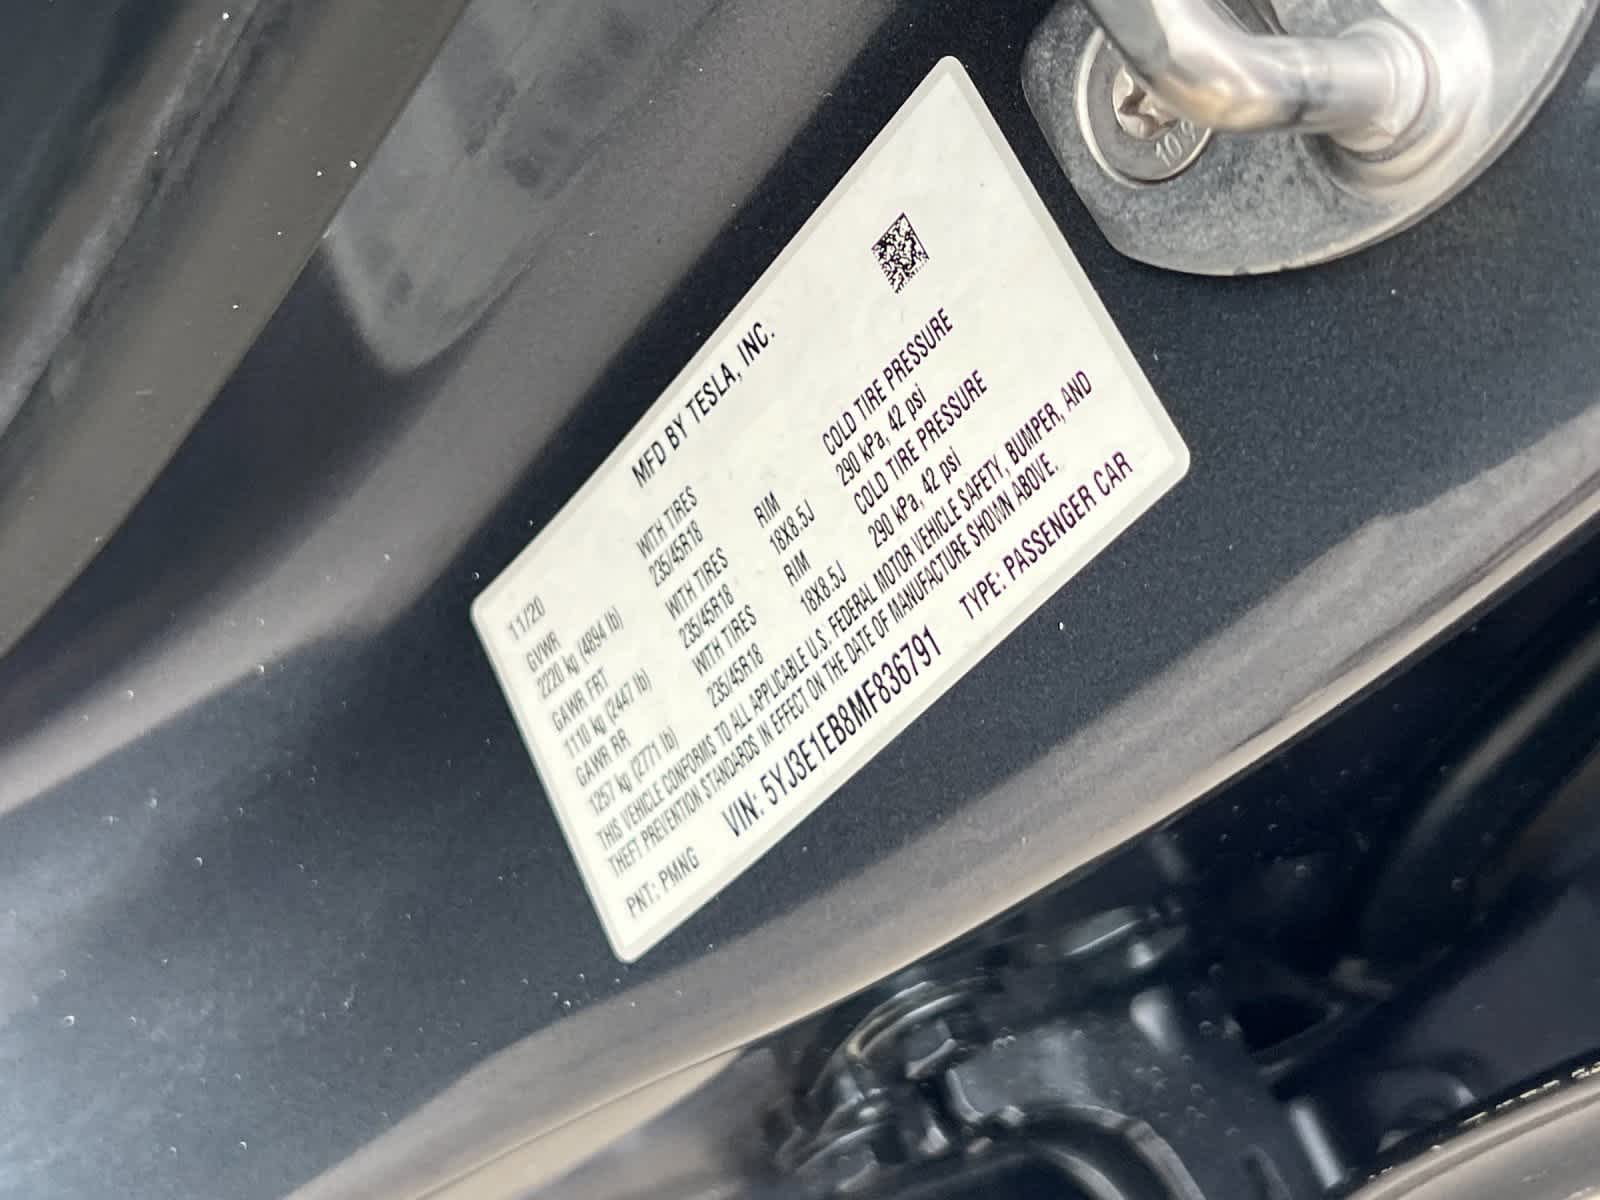 MFD BY TESLA, INC.
11/20
GVWR WITH TIRES RIM COLD TIRE PRESSURE
2220 kg (4894 lb) 235/45R18 18X8.5J 290 kPa, 42 psi
GAWR FRT WITH TIRES RIM COLD TIRE PRESSURE
1110 kg (2447 lb) 235/45R18 18X8.5J 290 kPa, 42 psi
GAWR RR WITH TIRES
1257 kg (2771 lb) 235/45R18
THIS VEHICLE CONFORMS TO ALL APPLICABLE U.S. FEDERAL MOTOR VEHICLE SAFETY, BUMPER, AND
THEFT PREVENTION STANDARDS IN EFFECT ON THE DATE OF MANUFACTURE SHOWN ABOVE.
VIN: 5YJ3E1EB8MF836791 TYPE: PASSENGER CAR
PNT: PMNG